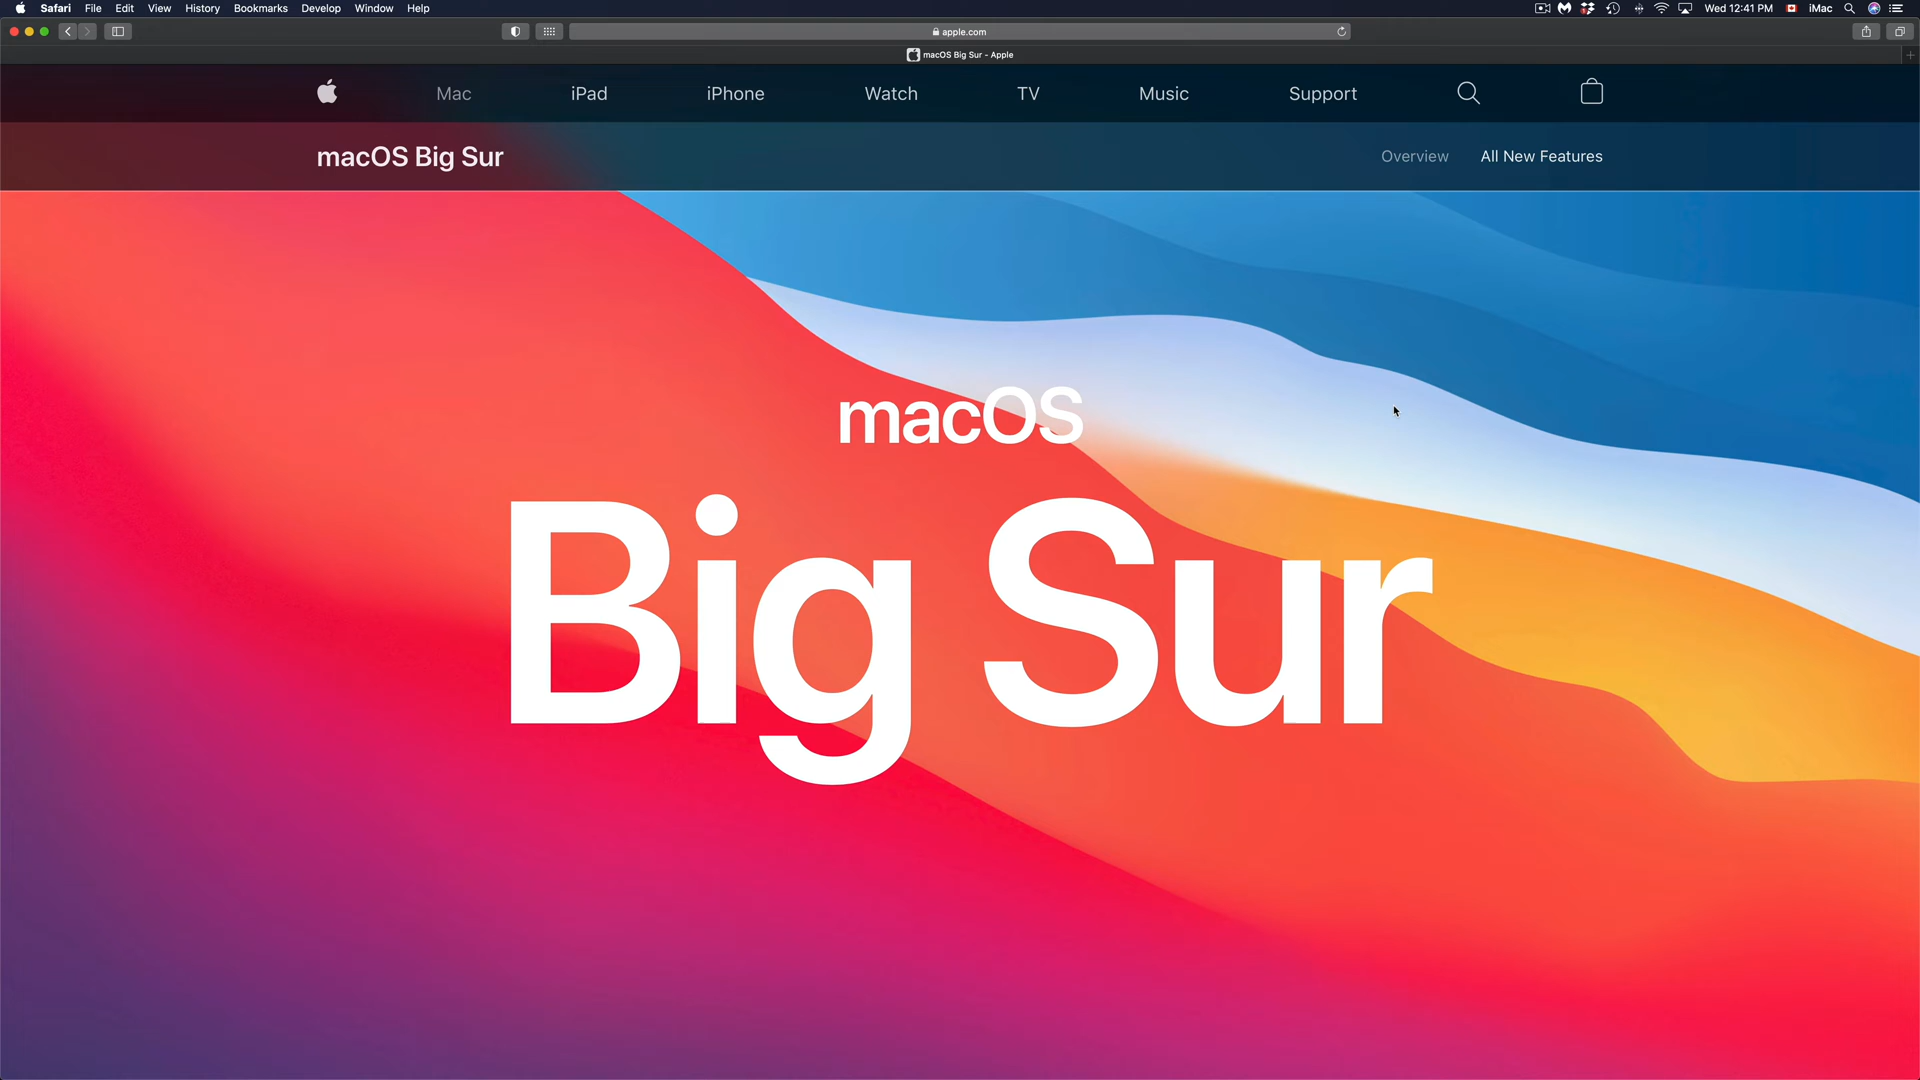 Safari File Edit View History Bookmarks Develop Window Help Wed 12:41 PM iMac
apple.com
macOS Big Sur - Apple
Mac iPad iPhone Watch TV Music Support
macOS Big Sur Overview All New Features
macOS
Big Sur